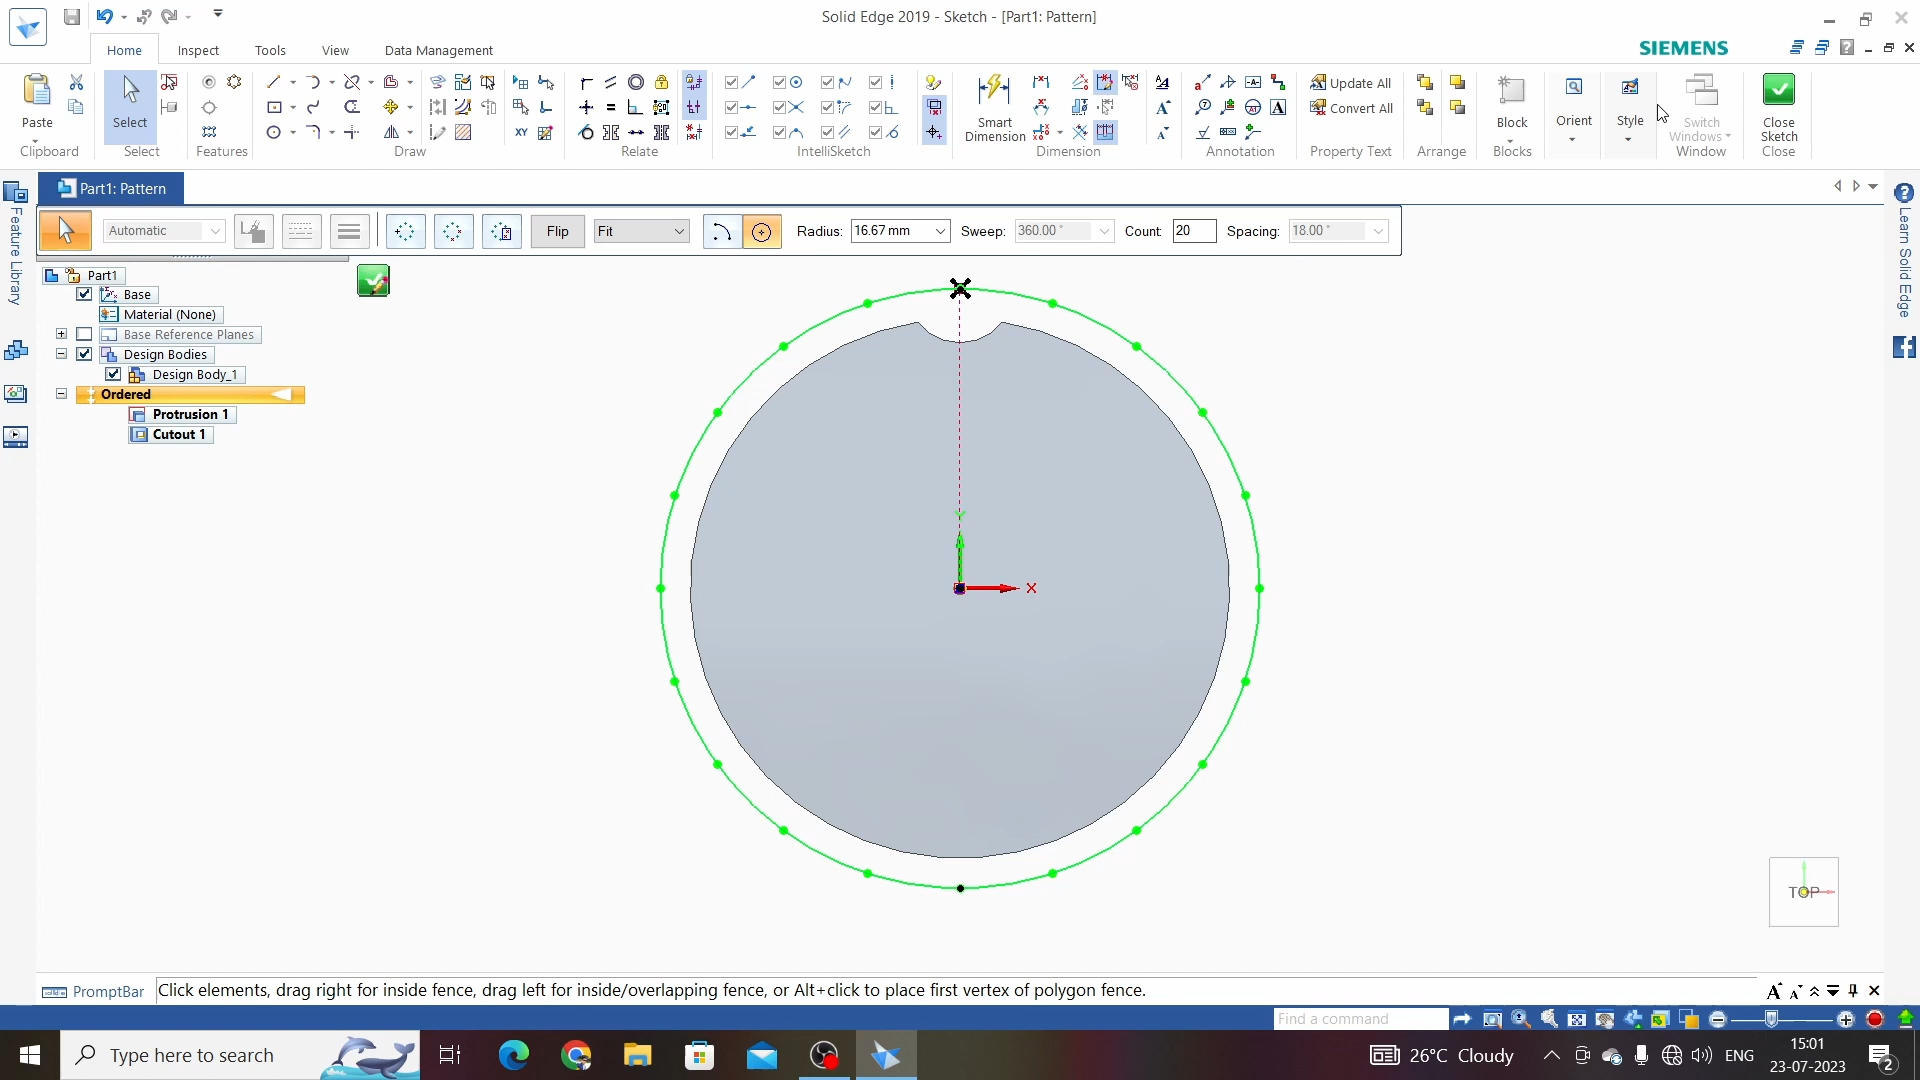 Solid Edge 2019 - Sketch - [Part1: Pattern]
Home Inspect Tools View Data Management
SIEMENS
Paste
Select
Smart Dimension
Update All
Convert All
Block
Orient
Style
Switch Windows
Close Sketch
Clipboard Select Features Draw Relate IntelliSketch Dimension Annotation Property Text Arrange Blocks Window Close
Part1: Pattern
Automatic Flip Fit Radius: 16.67 mm Sweep: 360.00 ° Count: 20 Spacing: 18.00 °
Feature Library
Learn Solid Edge
Part1
Base
Material (None)
Base Reference Planes
Design Bodies
Design Body_1
Ordered
Protrusion 1
Cutout 1
Y
X
TOP
PromptBar Click elements, drag right for inside fence, drag left for inside/overlapping fence, or Alt+click to place first vertex of polygon fence.
Find a command
Type here to search
26°C Cloudy
ENG
15:01
23-07-2023
2